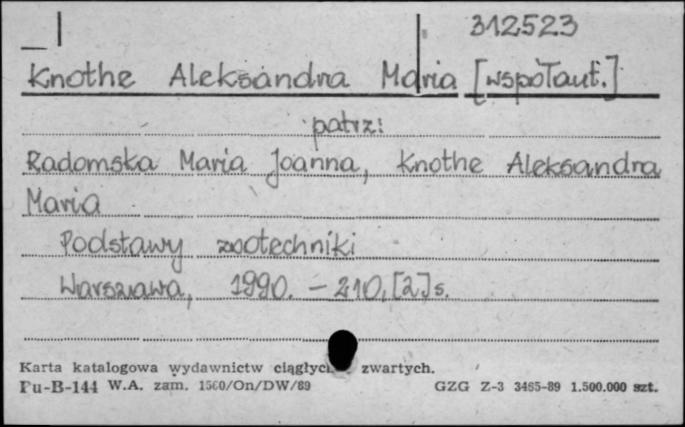 312523
Knothe Aleksandra Maria [współaut.]
patrz:
Radomska Maria Joanna, Knothe Aleksandra
Maria
Podstawy zootechniki
Warszawa, 1990. - 210, [2] s.
Karta katalogowa wydawnictw ciągłych zwartych.
Pu-B-144 W.A. zam. 1560/On/DW/89 GZG Z-3 3465-89 1.500.000 szt.